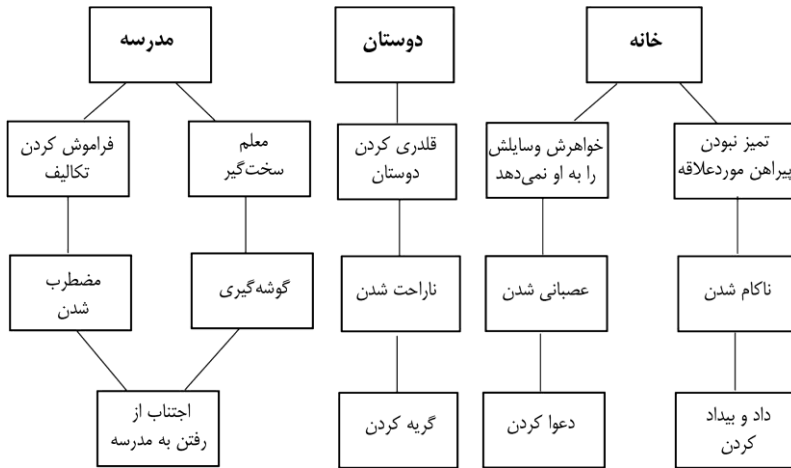 خانه
دوستان
مدرسه
تمیز نبودن
پیراهن موردعلاقه
خواهرش وسایلش
را به او نمی‌دهد
قلدری کردن
دوستان
معلم
سخت‌گیر
فراموش کردن
تکالیف
ناکام شدن
عصبانی شدن
ناراحت شدن
گوشه‌گیری
مضطرب
شدن
داد و بیداد
کردن
دعوا کردن
گریه کردن
اجتناب از
رفتن به مدرسه